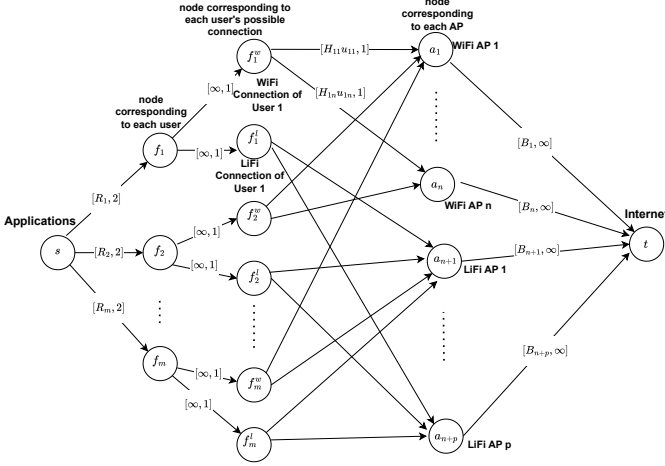 node corresponding to
each user's possible
connection
node
corresponding
to each AP
[H_{11}u_{11}, 1]
a_1
WiFi AP 1
f_1^w
[∞, 1]
WiFi
Connection of
User 1
[H_{1n}u_{1n}, 1]
node
corresponding
to each user
f_1
[∞, 1]
f_1^l
LiFi
Connection of
User 1
[B_1, ∞]
a_n
WiFi AP n
[B_n, ∞]
[R_1, 2]
Applications
s
[R_2, 2]
f_2
[∞, 1]
f_2^w
[∞, 1]
f_2^l
a_{n+1}
LiFi AP 1
[B_{n+1}, ∞]
Internet
t
[R_m, 2]
f_m
[∞, 1]
f_m^w
[∞, 1]
f_m^l
[B_{n+p}, ∞]
a_{n+p}
LiFi AP p